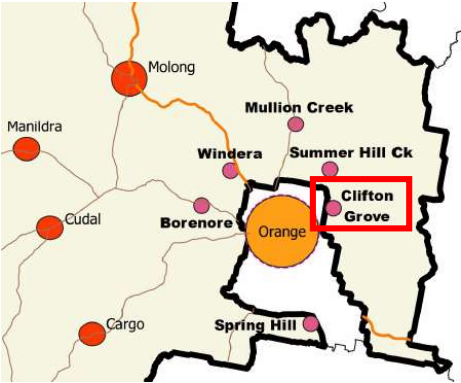 Molong
Mullion Creek
Manildra
Windera
Summer Hill Ck
Clifton
Grove
Cudal
Borenore
Orange
Cargo
Spring Hill